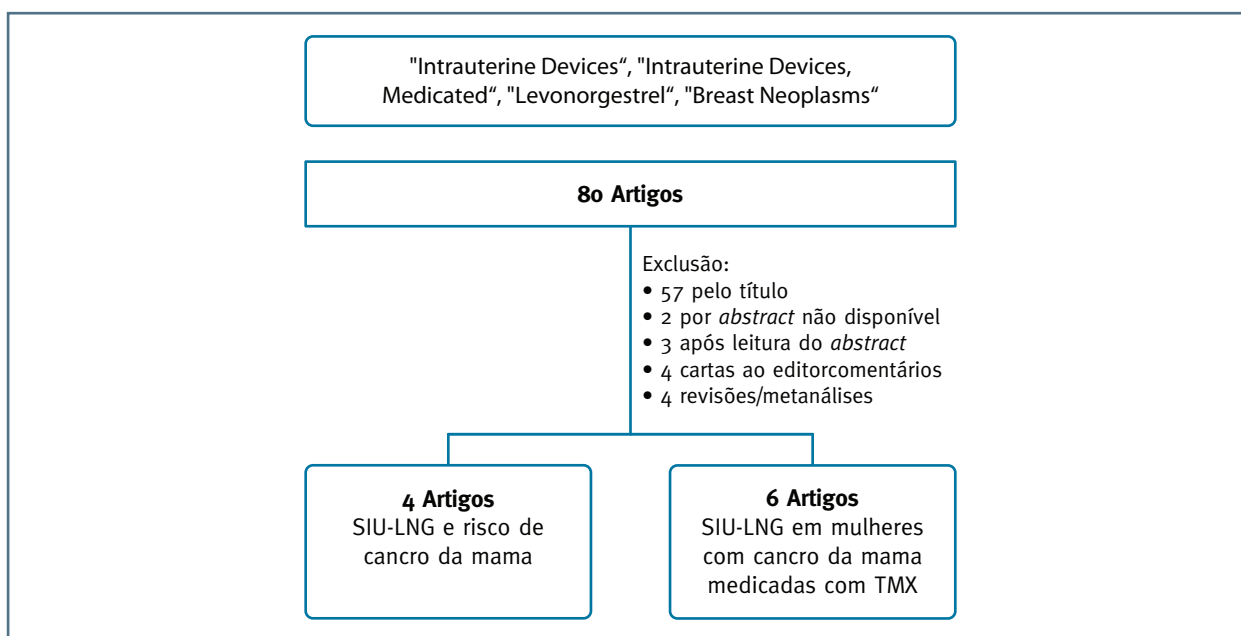 "Intrauterine Devices“, "Intrauterine Devices,
Medicated“, "Levonorgestrel“, "Breast Neoplasms“
80 Artigos
Exclusão:
• 57 pelo título
• 2 por abstract não disponível
• 3 após leitura do abstract
• 4 cartas ao editorcomentários
• 4 revisões/metanálises
4 Artigos
SIU-LNG e risco de
cancro da mama
6 Artigos
SIU-LNG em mulheres
com cancro da mama
medicadas com TMX